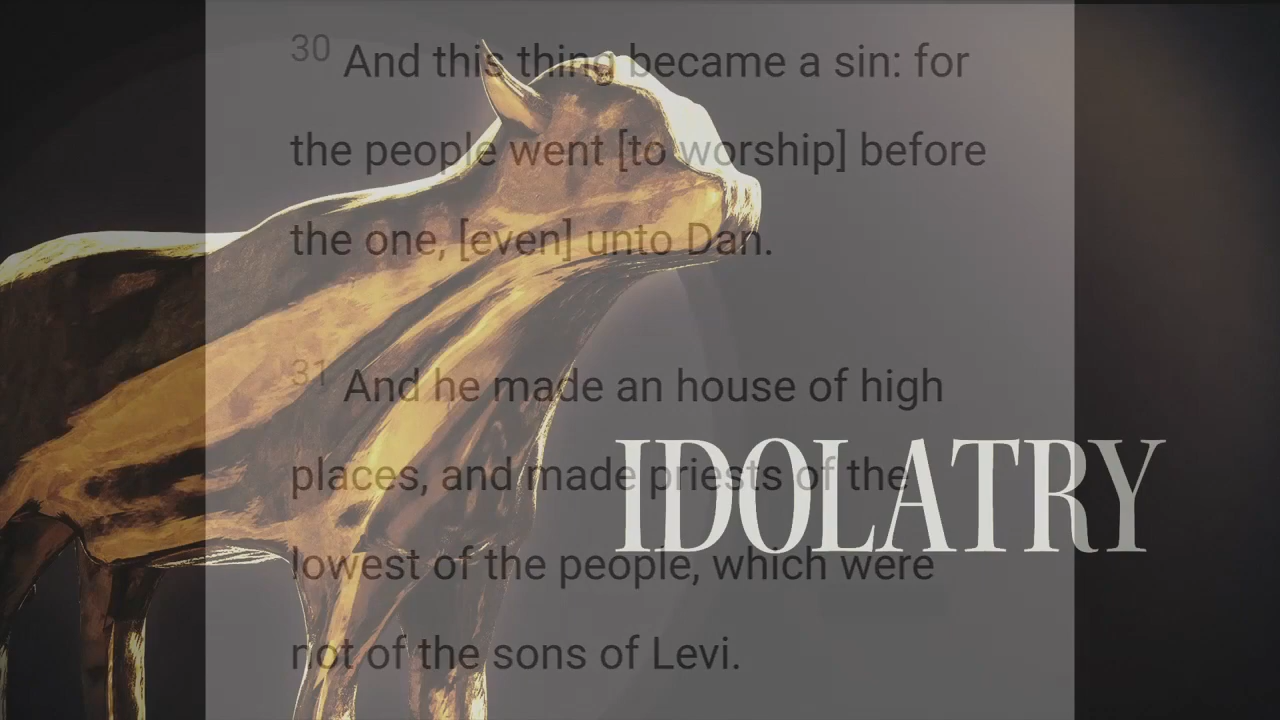 30 And this thing became a sin: for
the people went [to worship] before
the one, [even] unto Dan.
31 And he made an house of high
places, and made priests of the
lowest of the people, which were
not of the sons of Levi.
IDOLATRY